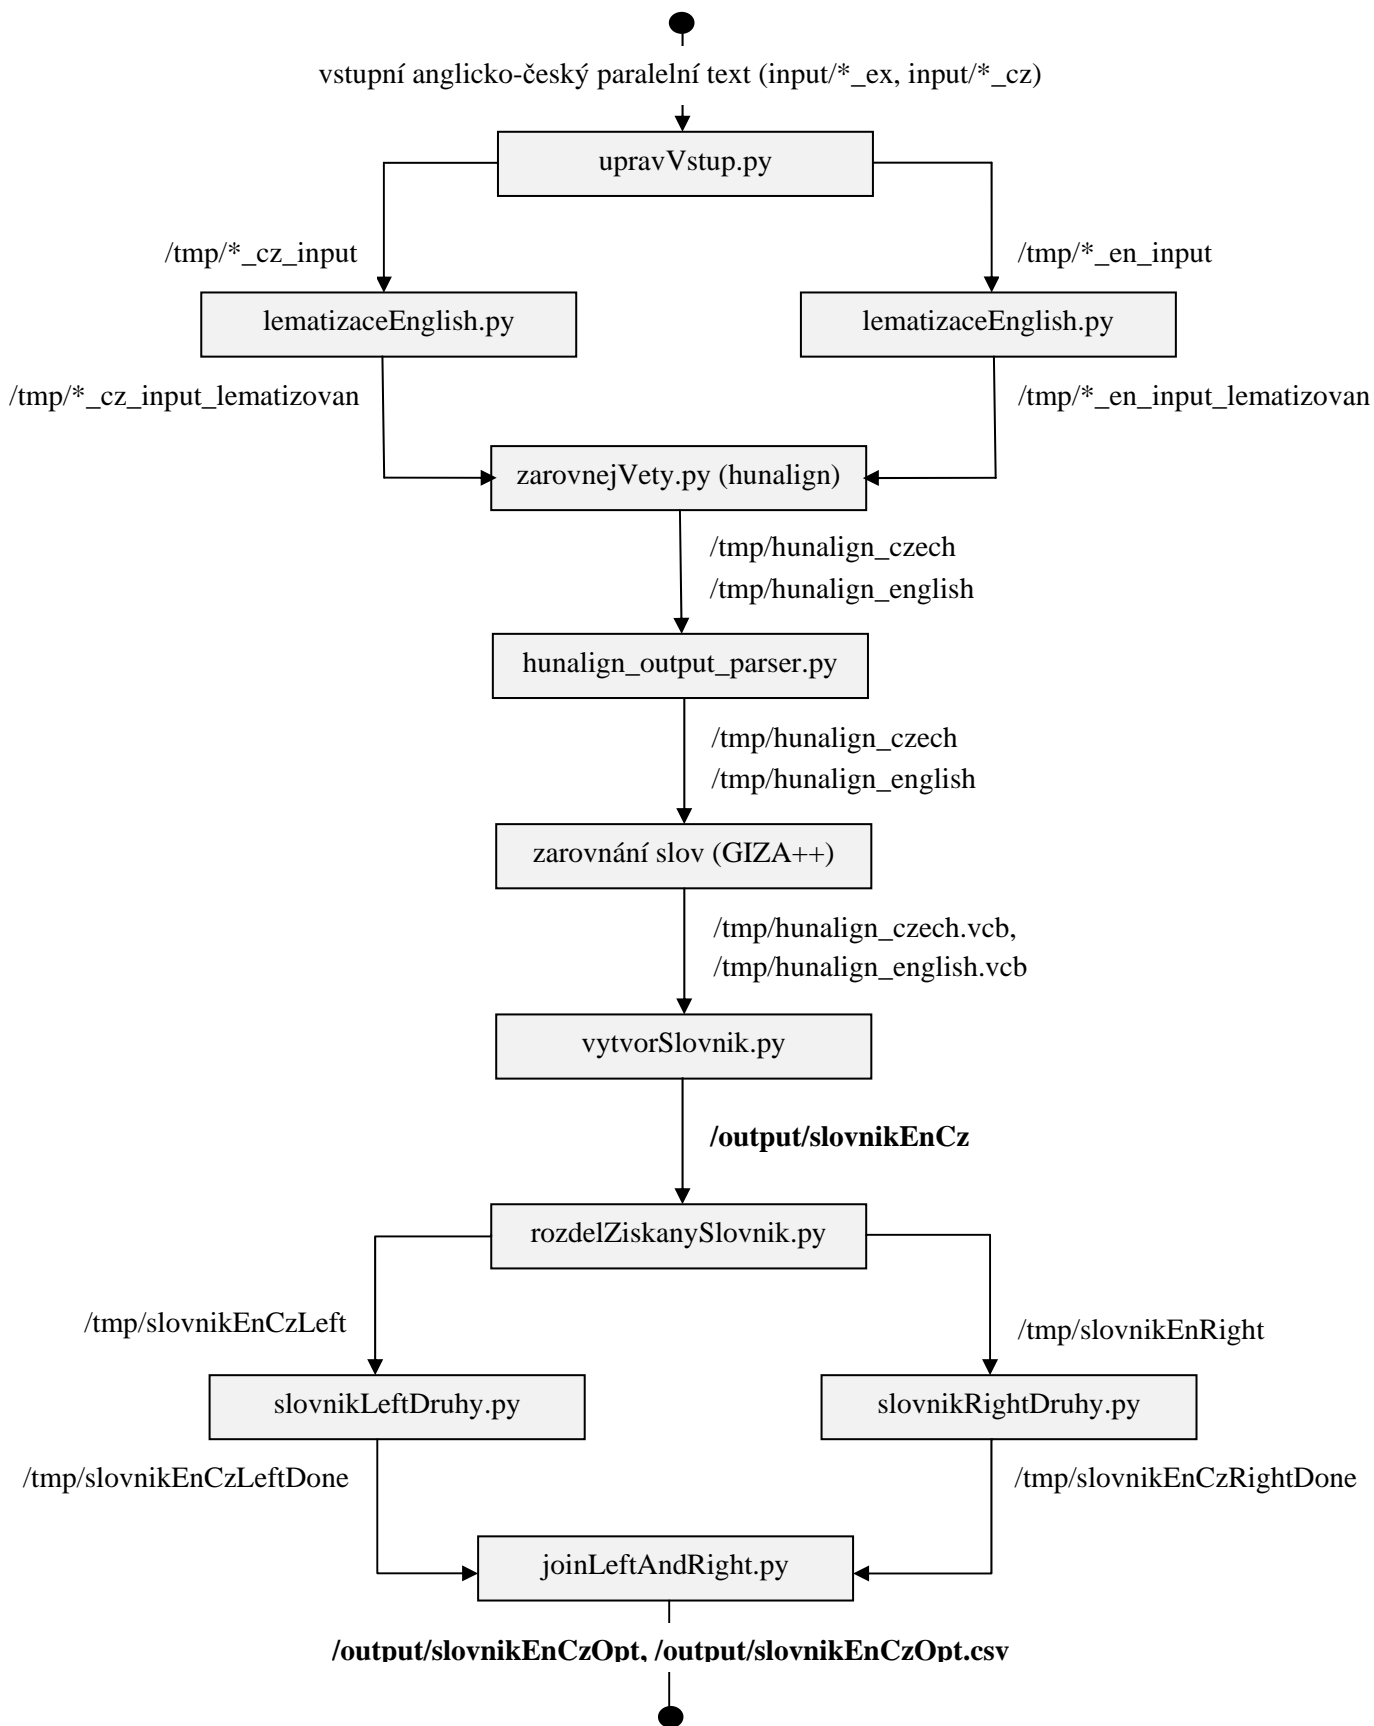 vstupní anglicko-český paralelní text (input/*_ex, input/*_cz)
upravVstup.py
/tmp/*_cz_input
/tmp/*_en_input
lematizaceEnglish.py
lematizaceEnglish.py
/tmp/*_cz_input_lematizovan
/tmp/*_en_input_lematizovan
zarovnejVety.py (hunalign)
/tmp/hunalign_czech
/tmp/hunalign_english
hunalign_output_parser.py
/tmp/hunalign_czech
/tmp/hunalign_english
zarovnání slov (GIZA++)
/tmp/hunalign_czech.vcb,
/tmp/hunalign_english.vcb
vytvorSlovnik.py
/output/slovnikEnCz
rozdelZiskanySlovnik.py
/tmp/slovnikEnCzLeft
/tmp/slovnikEnRight
slovnikLeftDruhy.py
slovnikRightDruhy.py
/tmp/slovnikEnCzLeftDone
/tmp/slovnikEnCzRightDone
joinLeftAndRight.py
/output/slovnikEnCzOpt, /output/slovnikEnCzOpt.csv